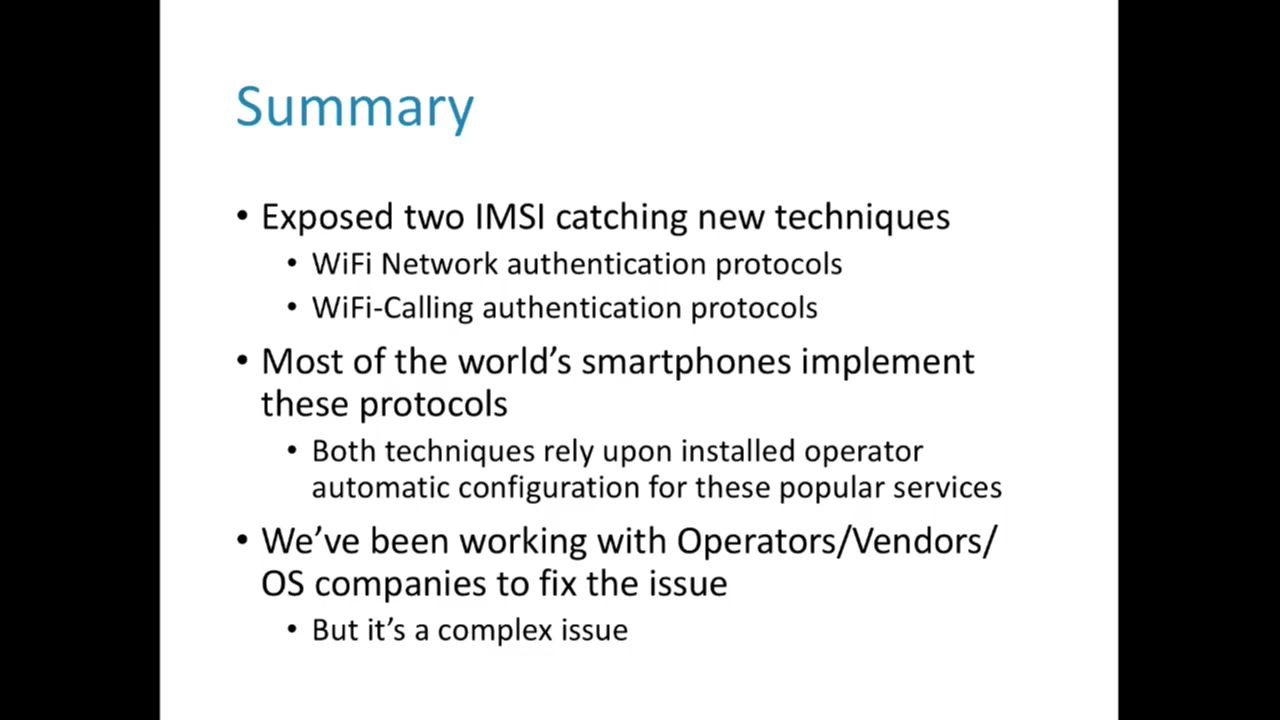 Summary
• Exposed two IMSI catching new techniques
• WiFi Network authentication protocols
• WiFi-Calling authentication protocols
• Most of the world’s smartphones implement
these protocols
• Both techniques rely upon installed operator
automatic configuration for these popular services
• We’ve been working with Operators/Vendors/
OS companies to fix the issue
• But it’s a complex issue